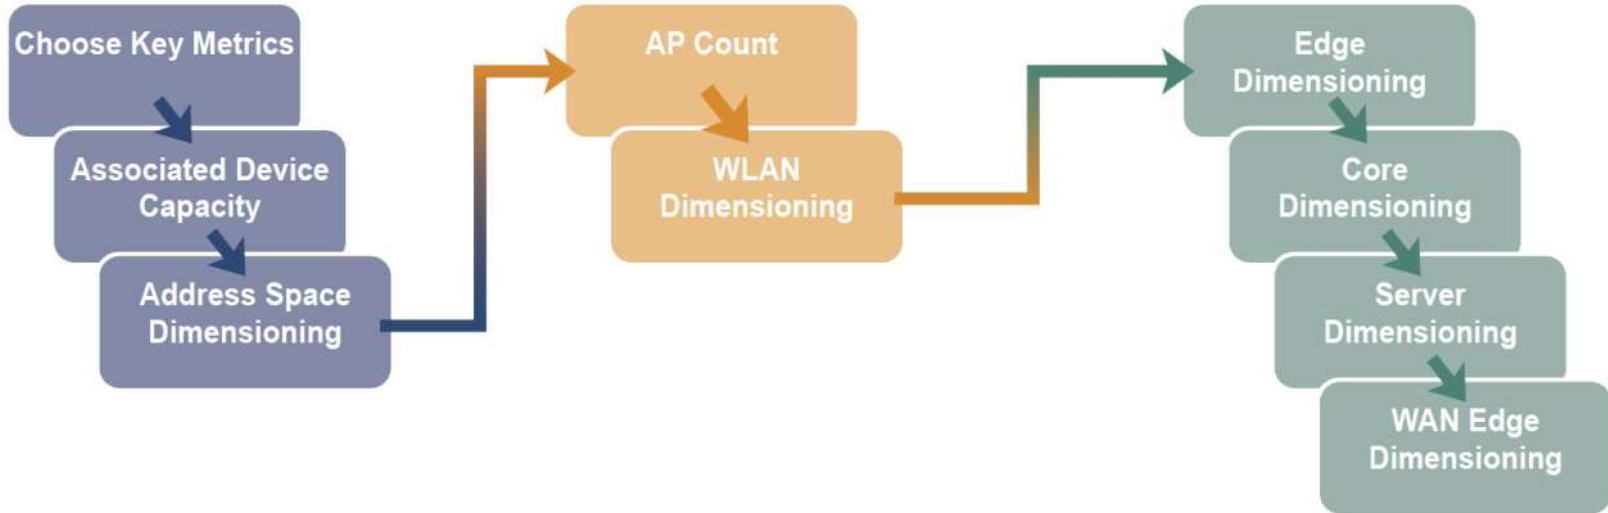 Choose Key Metrics
Associated Device
Capacity
Address Space
Dimensioning
AP Count
WLAN
Dimensioning
Edge
Dimensioning
Core
Dimensioning
Server
Dimensioning
WAN Edge
Dimensioning